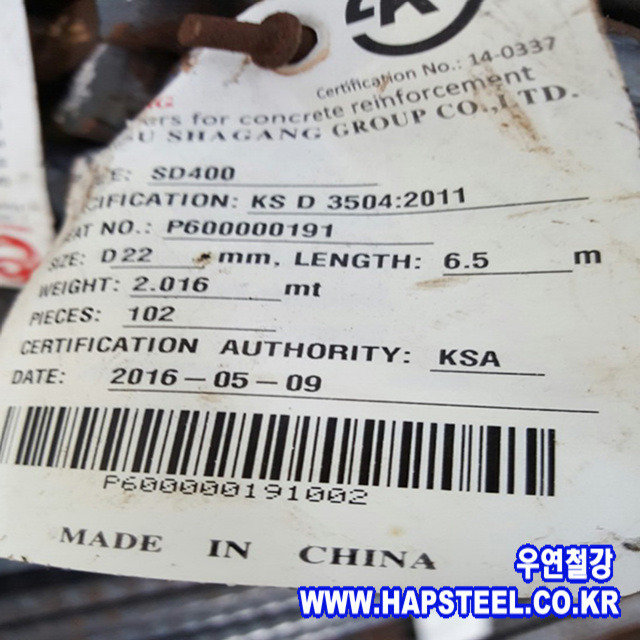 Certification No.: 14-0337
for concrete reinforcement
SHAGANG GROUP CO.,LTD.
SD400
KS D 3504:2011
NO.: P600000191
SIZE: D22 mm, LENGTH: 6.5 m
WEIGHT: 2.016 mt
PIECES: 102
CERTIFICATION AUTHORITY: KSA
DATE: 2016-05-09
P600000191002
MADE IN CHINA
우연철강
WWW.HAPSTEEL.CO.KR